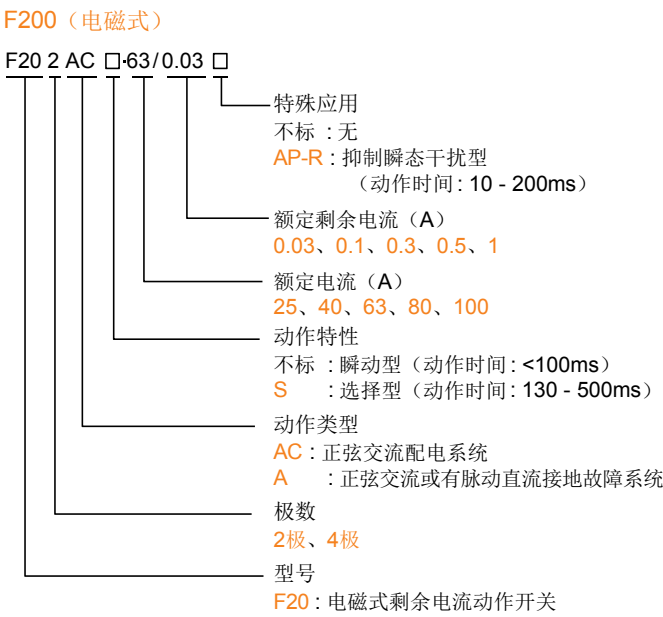 F200（电磁式）
F20 2 AC □-63/0.03 □
特殊应用
不标 : 无
AP-R : 抑制瞬态干扰型
（动作时间 : 10 - 200ms）
额定剩余电流（A）
0.03、0.1、0.3、0.5、1
额定电流（A）
25、40、63、80、100
动作特性
不标 : 瞬动型（动作时间 : <100ms）
S : 选择型（动作时间 : 130 - 500ms）
动作类型
AC : 正弦交流配电系统
A : 正弦交流或有脉动直流接地故障系统
极数
2极、4极
型号
F20 : 电磁式剩余电流动作开关